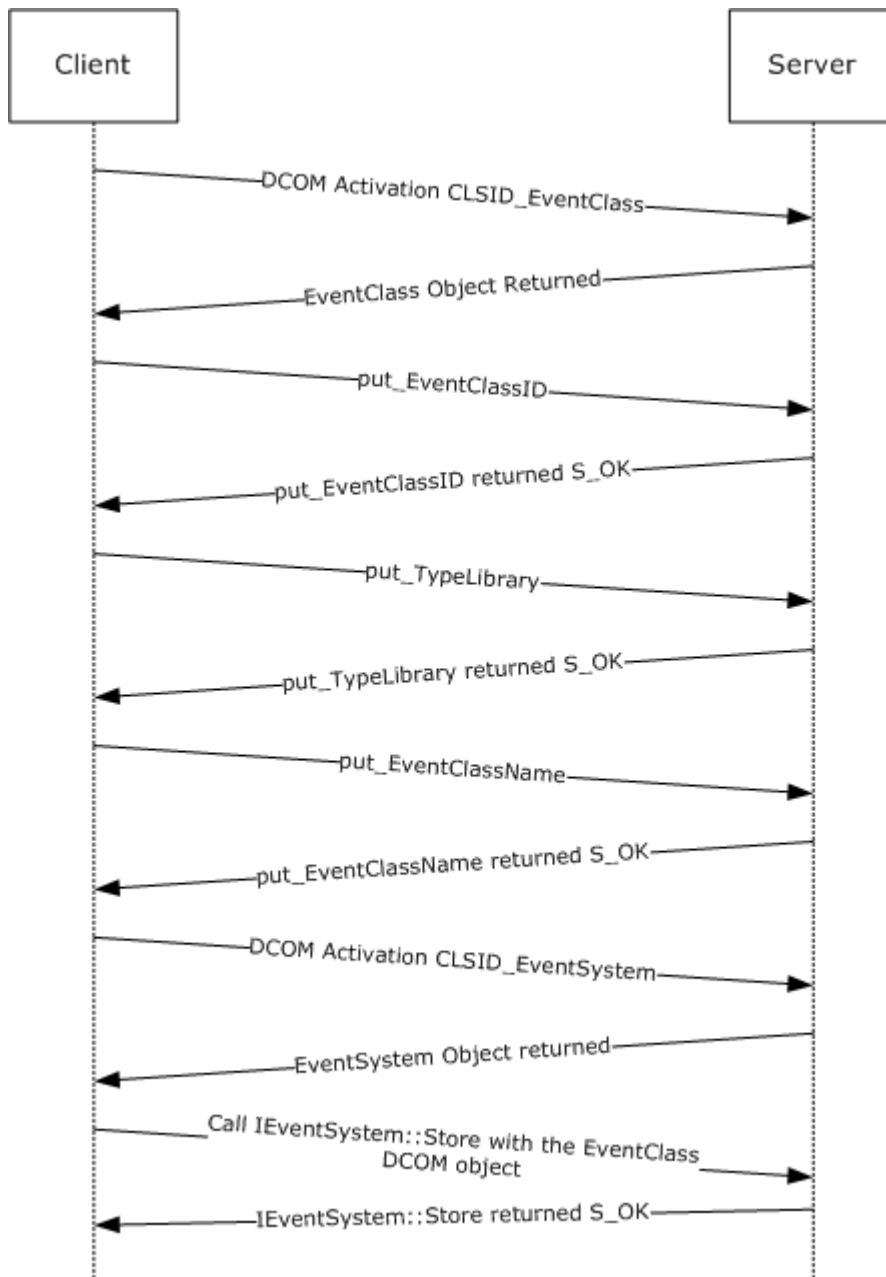 Client
Server
DCOM Activation CLSID_EventClass
EventClass Object Returned
put_EventClassID
put_EventClassID returned S_OK
put_TypeLibrary
put_TypeLibrary returned S_OK
put_EventClassName
put_EventClassName returned S_OK
DCOM Activation CLSID_EventSystem
EventSystem Object returned
Call IEventSystem::Store with the EventClass
DCOM object
IEventSystem::Store returned S_OK